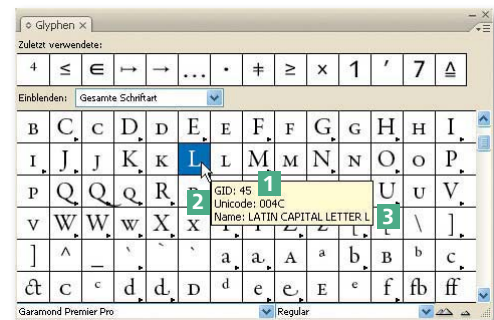 Glyphen ×
Zuletzt verwendete:
4 ≤ ∈ ↦ → ... · ‡ ≥ × 1 ′ 7 ≙
Einblenden: Gesamte Schriftart
B C C D D E E F F G G H H I
I J J K K L L M M N N O O P
P Q Q Q R U U V
GID: 45 1
2 Unicode: 004C
Name: LATIN CAPITAL LETTER L 3
V W W W X X [ \ ]
] ^ _ ` a a A a b B b c
ct C c d d D d e e E e f fb ff
Garamond Premier Pro Regular